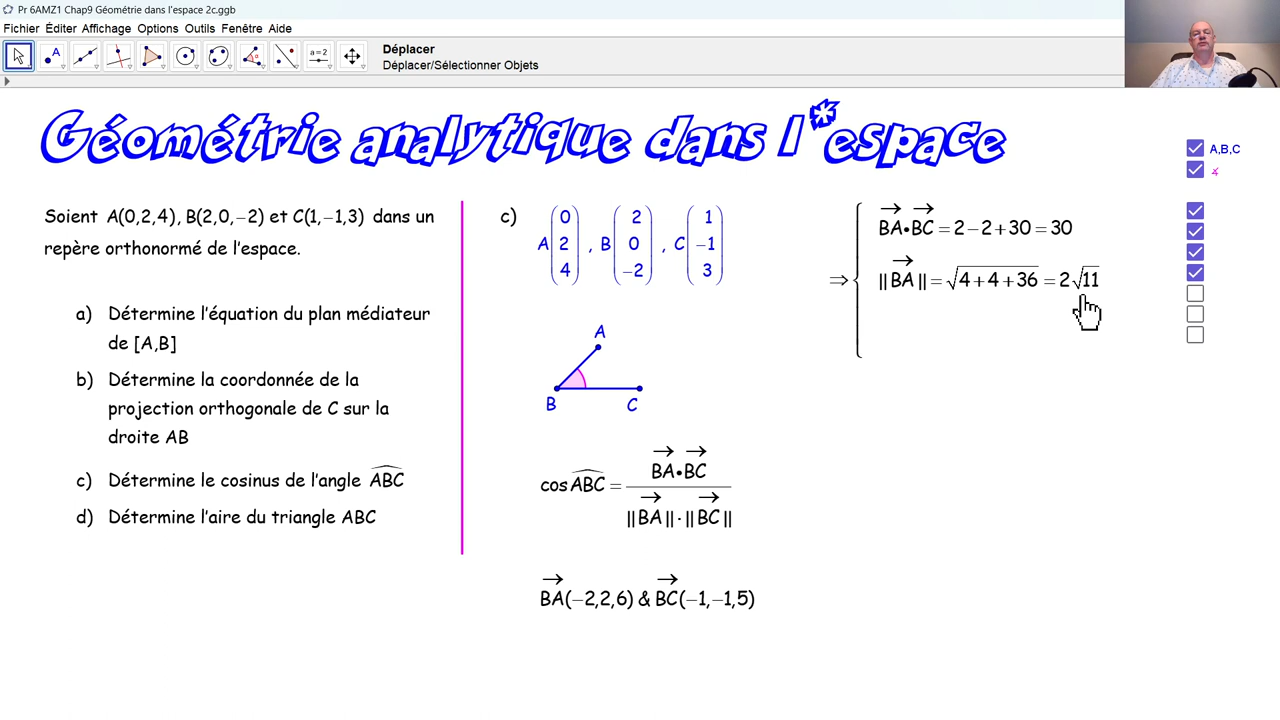 Pr 6AMZ1 Chap9 Géométrie dans l'espace 2c.ggb
Fichier Éditer Affichage Options Outils Fenêtre Aide
A a=2 Déplacer
Déplacer/Sélectionner Objets
Géométrie analytique dans l'espace
A,B,C
∡
Soient A(0,2,4), B(2,0,−2) et C(1,−1,3) dans un
repère orthonormé de l'espace.
a) Détermine l'équation du plan médiateur
de [A,B]
b) Détermine la coordonnée de la
projection orthogonale de C sur la
droite AB
c) Détermine le cosinus de l'angle ABC
d) Détermine l'aire du triangle ABC
c) A(0 2 4), B(2 0 −2), C(1 −1 3)
A
B C
cos ABC = BA•BC / ||BA||·||BC||
BA(−2,2,6) & BC(−1,−1,5)
BA•BC = 2−2+30 = 30
⇒ ||BA|| = √4+4+36 = 2√11